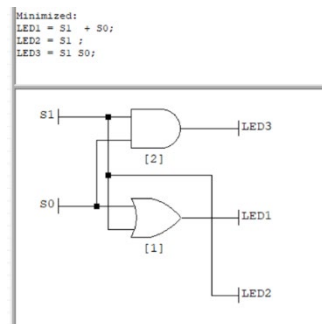 Minimized:
LED1 = S1  + S0;
LED2 = S1 ;
LED3 = S1 S0;
S1
LED3
[2]
S0
LED1
[1]
LED2